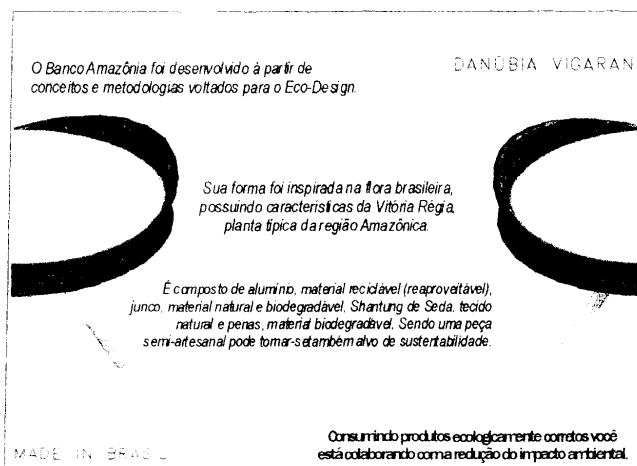 O Banco Amazônia foi desenvolvido à partir de
conceitos e metodologias voltados para o Eco-Design.
DANÚBIA VIGARAN
Sua forma foi inspirada na flora brasileira,
possuindo características da Vitória Régia,
planta típica da região Amazônica.
É composto de alumínio, material reciclável (reaproveitável),
junco, material natural e biodegradável, Shantung de Seda, tecido
natural e penas, material biodegradável. Sendo uma peça
semi-artesanal pode tornar-se também alvo de sustentabilidade.
MADE IN BRASIL
Consumindo produtos ecologicamente corretos você
está colaborando com a redução do impacto ambiental.